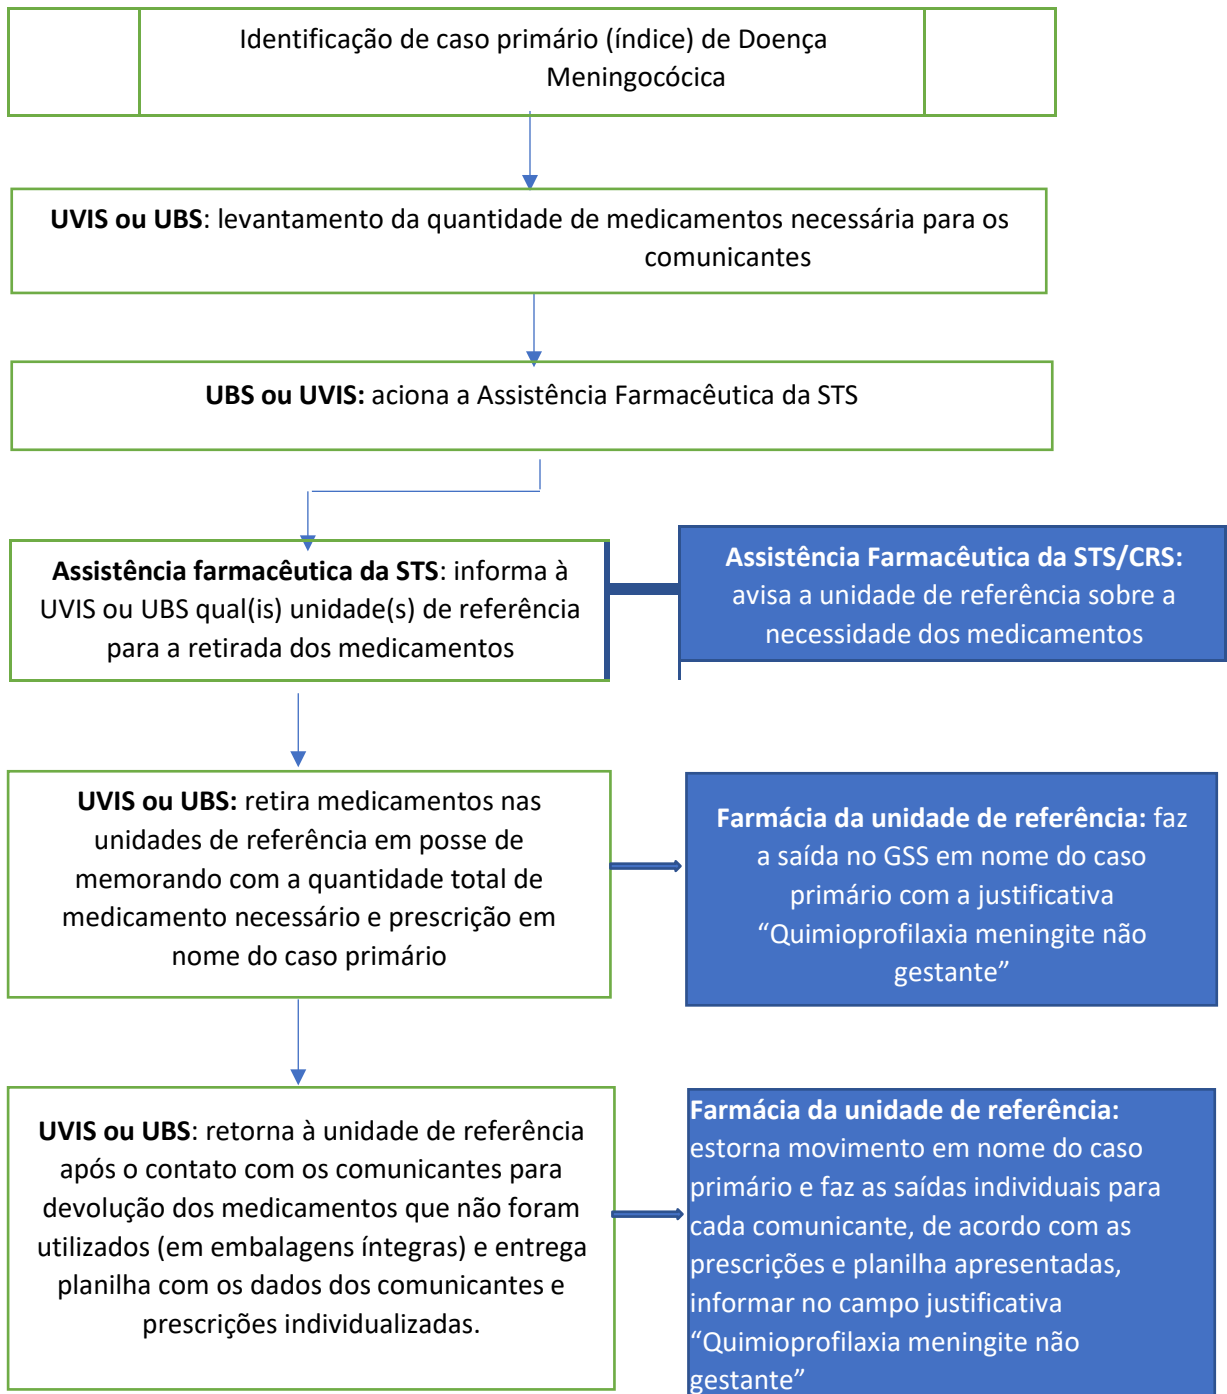 Identificação de caso primário (índice) de Doença
Meningocócica
UVIS ou UBS: levantamento da quantidade de medicamentos necessária para os
comunicantes
UBS ou UVIS: aciona a Assistência Farmacêutica da STS
Assistência farmacêutica da STS: informa à
UVIS ou UBS qual(is) unidade(s) de referência
para a retirada dos medicamentos
Assistência Farmacêutica da STS/CRS:
avisa a unidade de referência sobre a
necessidade dos medicamentos
UVIS ou UBS: retira medicamentos nas
unidades de referência em posse de
memorando com a quantidade total de
medicamento necessário e prescrição em
nome do caso primário
Farmácia da unidade de referência: faz
a saída no GSS em nome do caso
primário com a justificativa
“Quimioprofilaxia meningite não
gestante”
UVIS ou UBS: retorna à unidade de referência
após o contato com os comunicantes para
devolução dos medicamentos que não foram
utilizados (em embalagens íntegras) e entrega
planilha com os dados dos comunicantes e
prescrições individualizadas.
Farmácia da unidade de referência:
estorna movimento em nome do caso
primário e faz as saídas individuais para
cada comunicante, de acordo com as
prescrições e planilha apresentadas,
informar no campo justificativa
“Quimioprofilaxia meningite não
gestante”